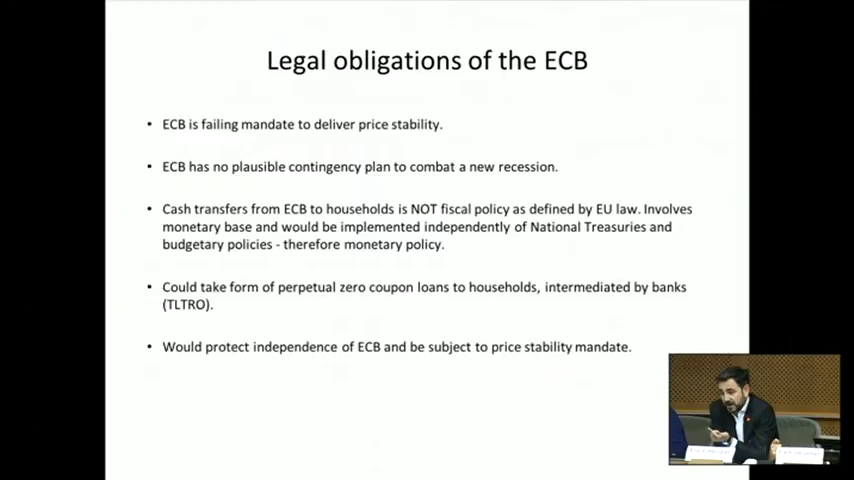 Legal obligations of the ECB
• ECB is failing mandate to deliver price stability.
• ECB has no plausible contingency plan to combat a new recession.
• Cash transfers from ECB to households is NOT fiscal policy as defined by EU law. Involves
monetary base and would be implemented independently of National Treasuries and
budgetary policies - therefore monetary policy.
• Could take form of perpetual zero coupon loans to households, intermediated by banks
(TLTRO).
• Would protect independence of ECB and be subject to price stability mandate.